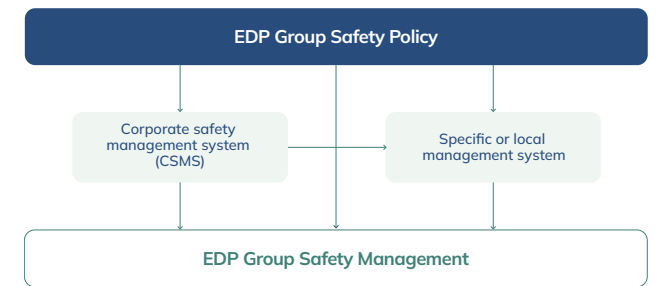 EDP Group Safety Policy
Corporate safety
management system
(CSMS)
Specific or local
management system
EDP Group Safety Management